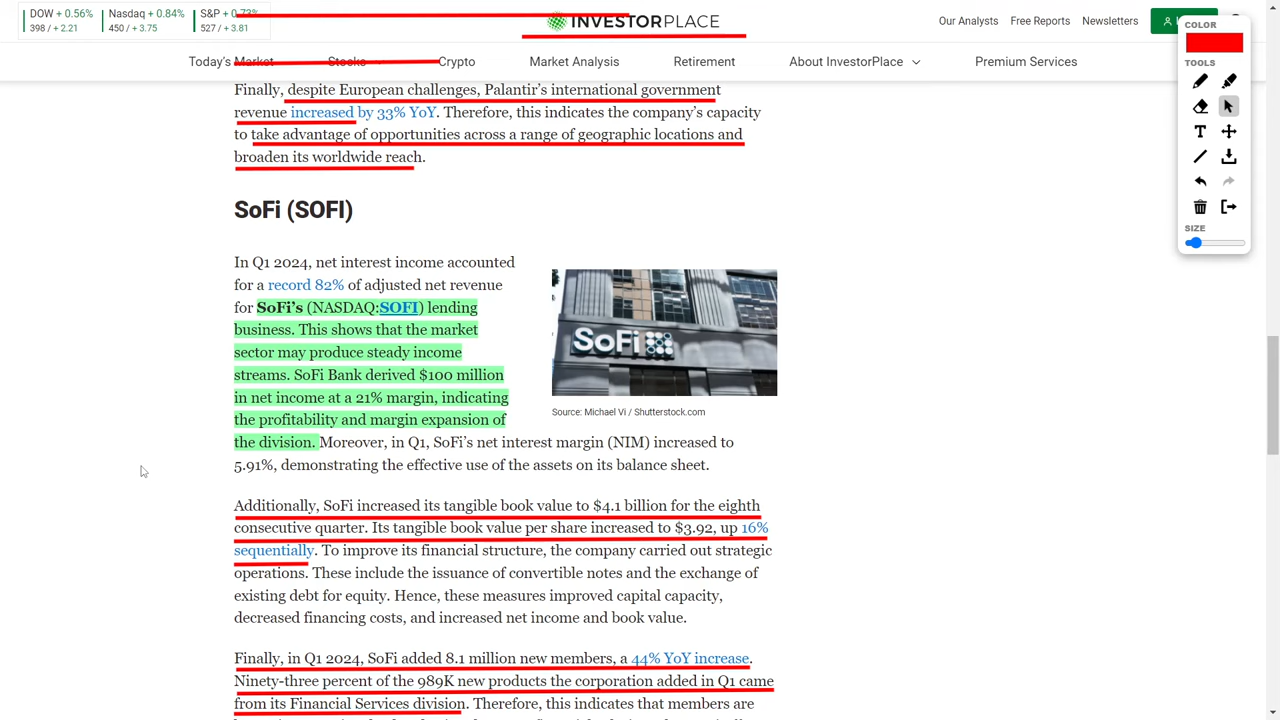 DOW + 0.56%
398 / + 2.21
Nasdaq + 0.84%
450 / + 3.75
S&P + 0.73%
527 / + 3.81
INVESTORPLACE
Our Analysts
Free Reports
Newsletters
Today's Market
Stocks
Crypto
Market Analysis
Retirement
About InvestorPlace
Premium Services
COLOR
TOOLS
T
SIZE
Finally, despite European challenges, Palantir's international government
revenue increased by 33% YoY. Therefore, this indicates the company's capacity
to take advantage of opportunities across a range of geographic locations and
broaden its worldwide reach.
SoFi (SOFI)
In Q1 2024, net interest income accounted
for a record 82% of adjusted net revenue
for SoFi's (NASDAQ:SOFI) lending
business. This shows that the market
sector may produce steady income
streams. SoFi Bank derived $100 million
in net income at a 21% margin, indicating
the profitability and margin expansion of
the division. Moreover, in Q1, SoFi's net interest margin (NIM) increased to
5.91%, demonstrating the effective use of the assets on its balance sheet.
SoFi
Source: Michael Vi / Shutterstock.com
Additionally, SoFi increased its tangible book value to $4.1 billion for the eighth
consecutive quarter. Its tangible book value per share increased to $3.92, up 16%
sequentially. To improve its financial structure, the company carried out strategic
operations. These include the issuance of convertible notes and the exchange of
existing debt for equity. Hence, these measures improved capital capacity,
decreased financing costs, and increased net income and book value.
Finally, in Q1 2024, SoFi added 8.1 million new members, a 44% YoY increase.
Ninety-three percent of the 989K new products the corporation added in Q1 came
from its Financial Services division. Therefore, this indicates that members are